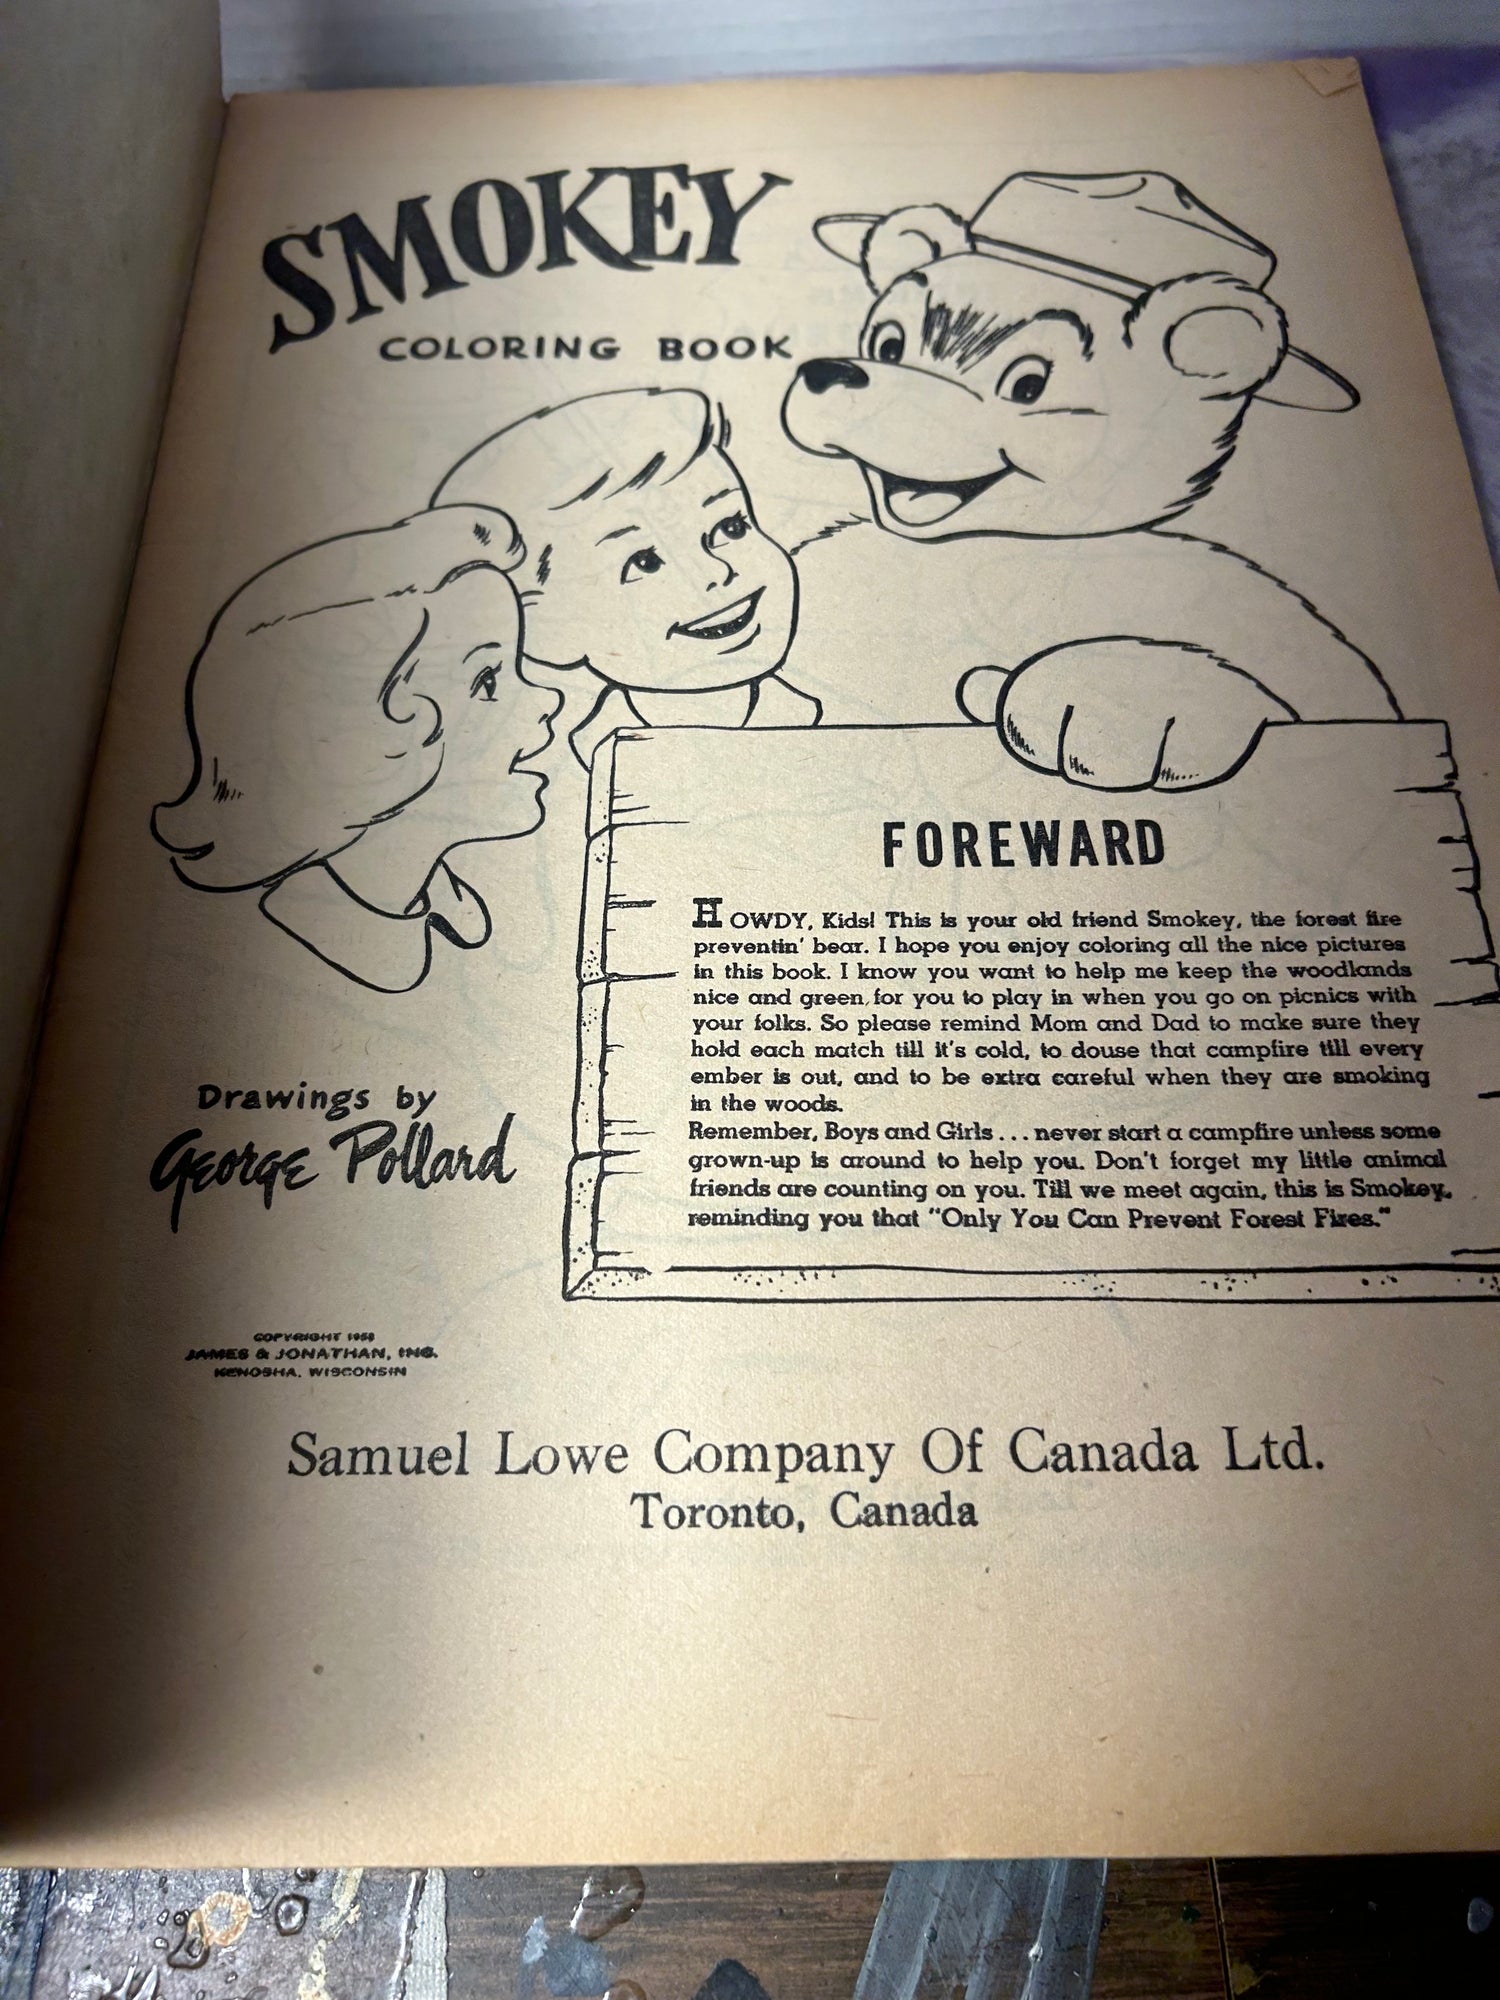 SMOKEY
COLORING BOOK
FOREWARD
HOWDY, Kids! This is your old friend Smokey, the forest fire
preventin' bear. I hope you enjoy coloring all the nice pictures
in this book. I know you want to help me keep the woodlands
nice and green, for you to play in when you go on picnics with
your folks. So please remind Mom and Dad to make sure they
hold each match till it's cold, to douse that campfire till every
ember is out, and to be extra careful when they are smoking
in the woods.
Remember, Boys and Girls... never start a campfire unless some
grown-up is around to help you. Don't forget my little animal
friends are counting on you. Till we meet again, this is Smokey,
reminding you that "Only You Can Prevent Forest Fires."
Drawings by
George Pollard
COPYRIGHT 1958
JAMES & JONATHAN, INC.
KENOSHA, WISCONSIN
Samuel Lowe Company Of Canada Ltd.
Toronto, Canada